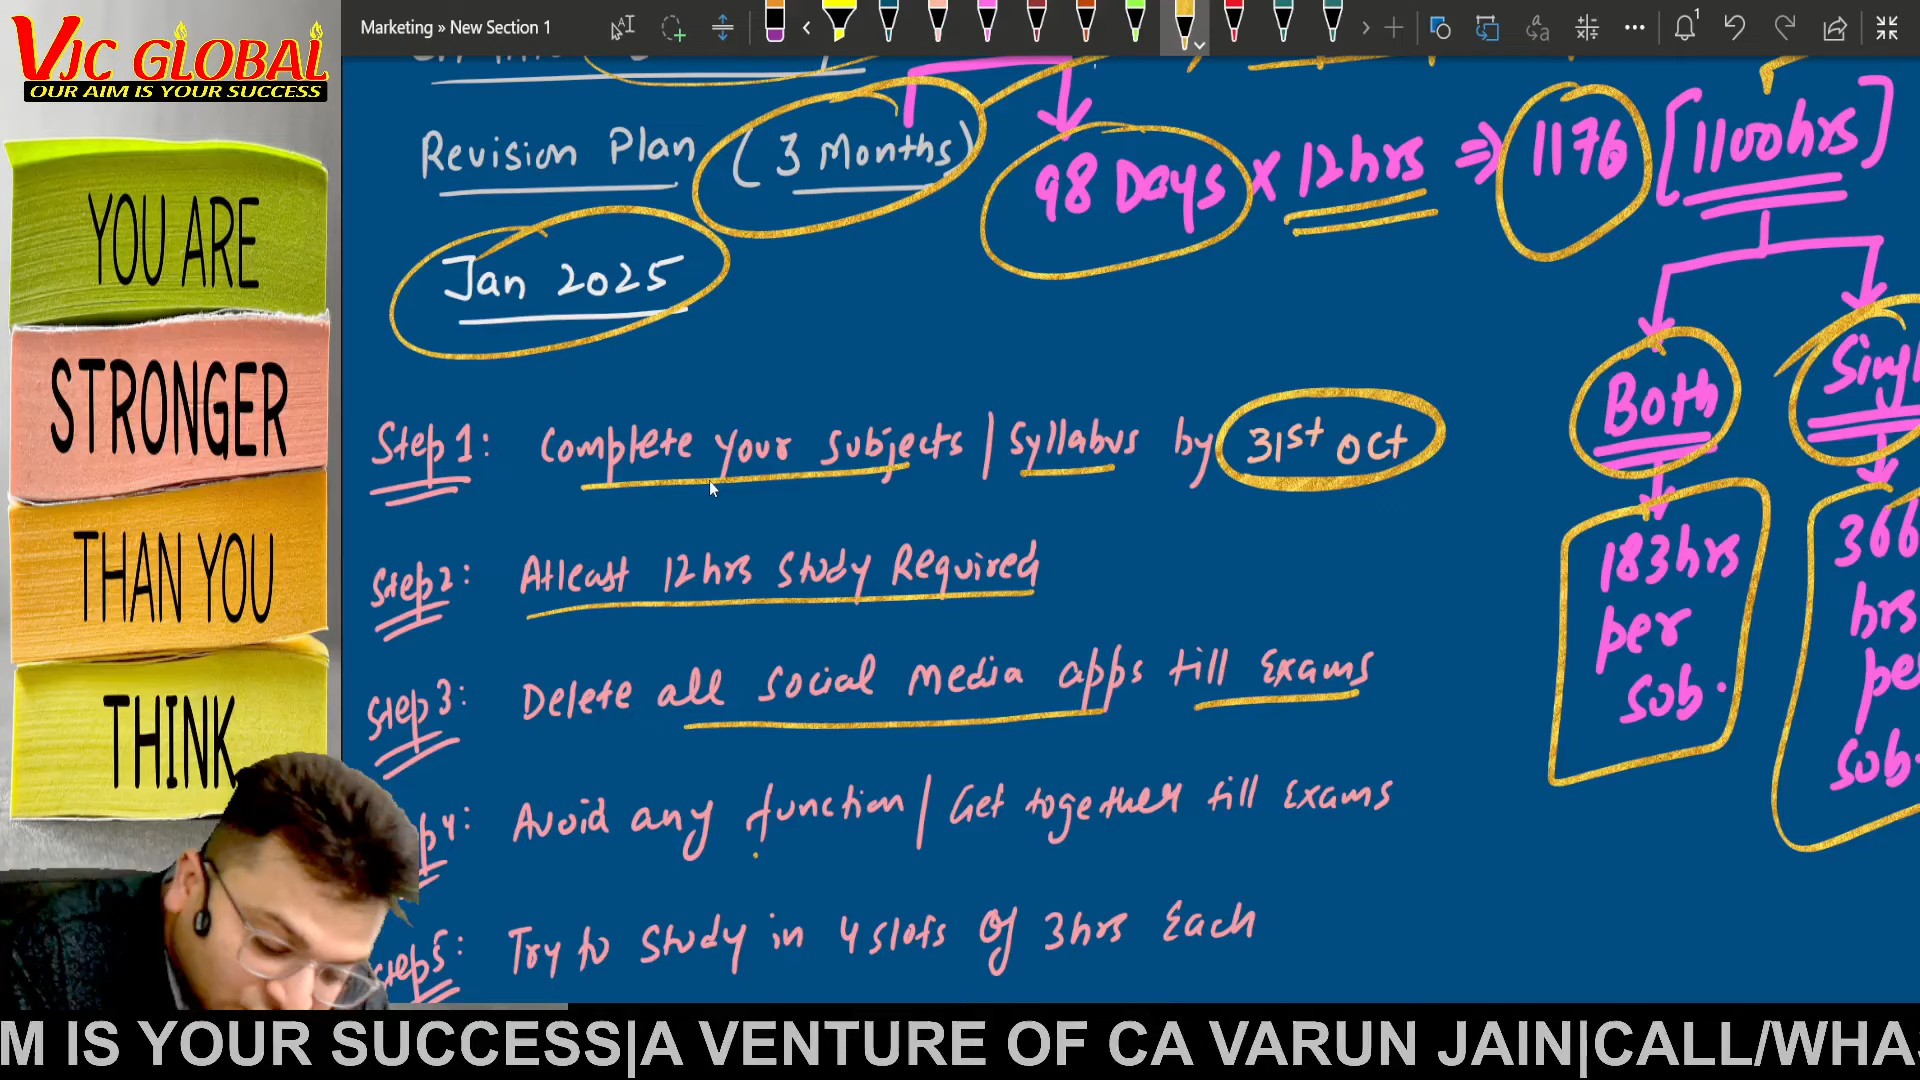 VJC GLOBAL
OUR AIM IS YOUR SUCCESS
YOU ARE
STRONGER
THAN YOU
THINK
Marketing » New Section 1
Revision Plan (3 Months)
98 Days x 12hrs ⇒ 1176 [1100hrs]
Jan 2025
Both
183hrs
per
sub.
366
hrs
sub.
Step 1: Complete your subjects | Syllabus by 31st Oct
Step 2: Atleast 12hrs Study Required
Step 3: Delete all social media apps till Exams
Avoid any function | Get together till Exams
Step 5: Try to Study in 4 slots of 3hrs Each
M IS YOUR SUCCESS|A VENTURE OF CA VARUN JAIN|CALL/WHA